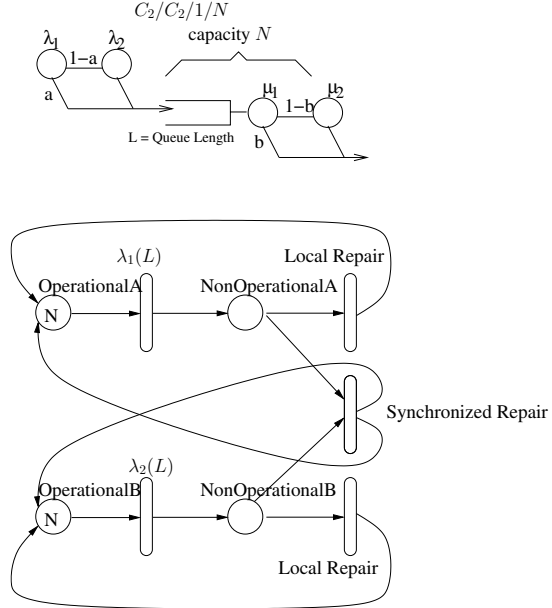 C₂/C₂/1/N
capacity N
λ₁ λ₂
1−a
a
μ₁ μ₂
1−b
b
L = Queue Length
λ₁(L)
Local Repair
OperationalA
NonOperationalA
N
Synchronized Repair
λ₂(L)
OperationalB
NonOperationalB
N
Local Repair